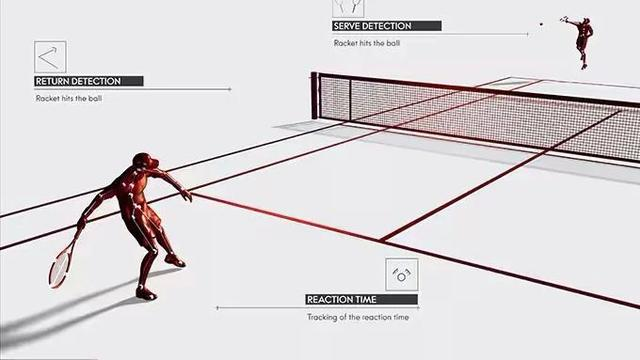 SERVE DETECTION
Racket hits the ball
RETURN DETECTION
Racket hits the ball
REACTION TIME
Tracking of the reaction time